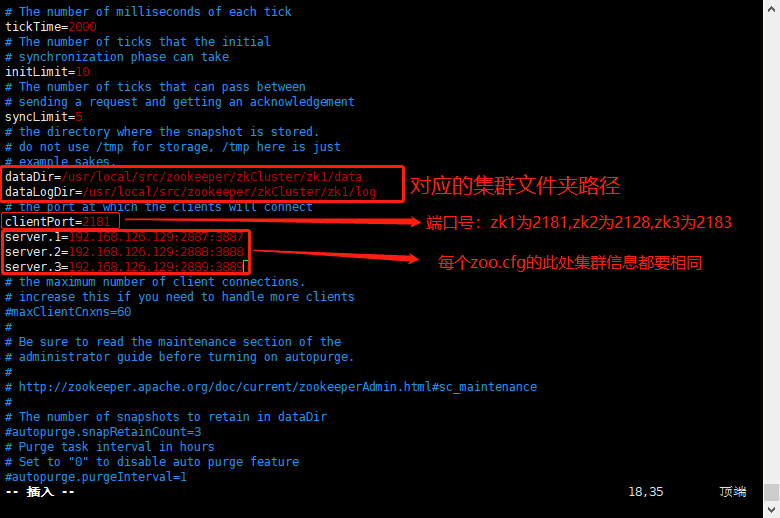 # The number of milliseconds of each tick
tickTime=2000
# The number of ticks that the initial
# synchronization phase can take
initLimit=10
# The number of ticks that can pass between
# sending a request and getting an acknowledgement
syncLimit=5
# the directory where the snapshot is stored.
# do not use /tmp for storage, /tmp here is just
# example sakes.
dataDir=/usr/local/src/zookeeper/zkCluster/zk1/data
dataLogDir=/usr/local/src/zookeeper/zkCluster/zk1/log
对应的集群文件夹路径
# the port at which the clients will connect
clientPort=2181
端口号：zk1为2181,zk2为2128,zk3为2183
server.1=192.168.126.129:2887:3887
server.2=192.168.126.129:2888:3888
server.3=192.168.126.129:2889:3889
每个zoo.cfg的此处集群信息都要相同
# the maximum number of client connections.
# increase this if you need to handle more clients
#maxClientCnxns=60
#
# Be sure to read the maintenance section of the
# administrator guide before turning on autopurge.
#
# http://zookeeper.apache.org/doc/current/zookeeperAdmin.html#sc_maintenance
#
# The number of snapshots to retain in dataDir
#autopurge.snapRetainCount=3
# Purge task interval in hours
# Set to "0" to disable auto purge feature
#autopurge.purgeInterval=1
-- 插入 -- 18,35 顶端